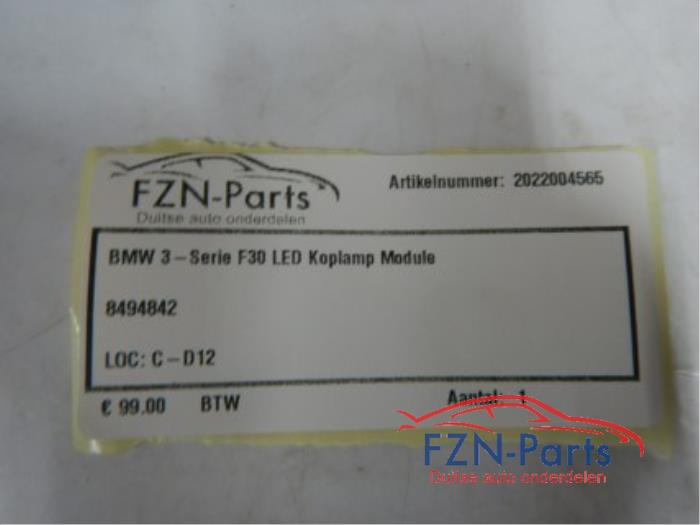 FZN-Parts
Duitse auto onderdelen
Artikelnummer: 2022004565
BMW 3-Serie F30 LED Koplamp Module
8494842
LOC: C-D12
€ 99.00 BTW Aantal: 1
FZN-Parts
Duitse auto onderdelen